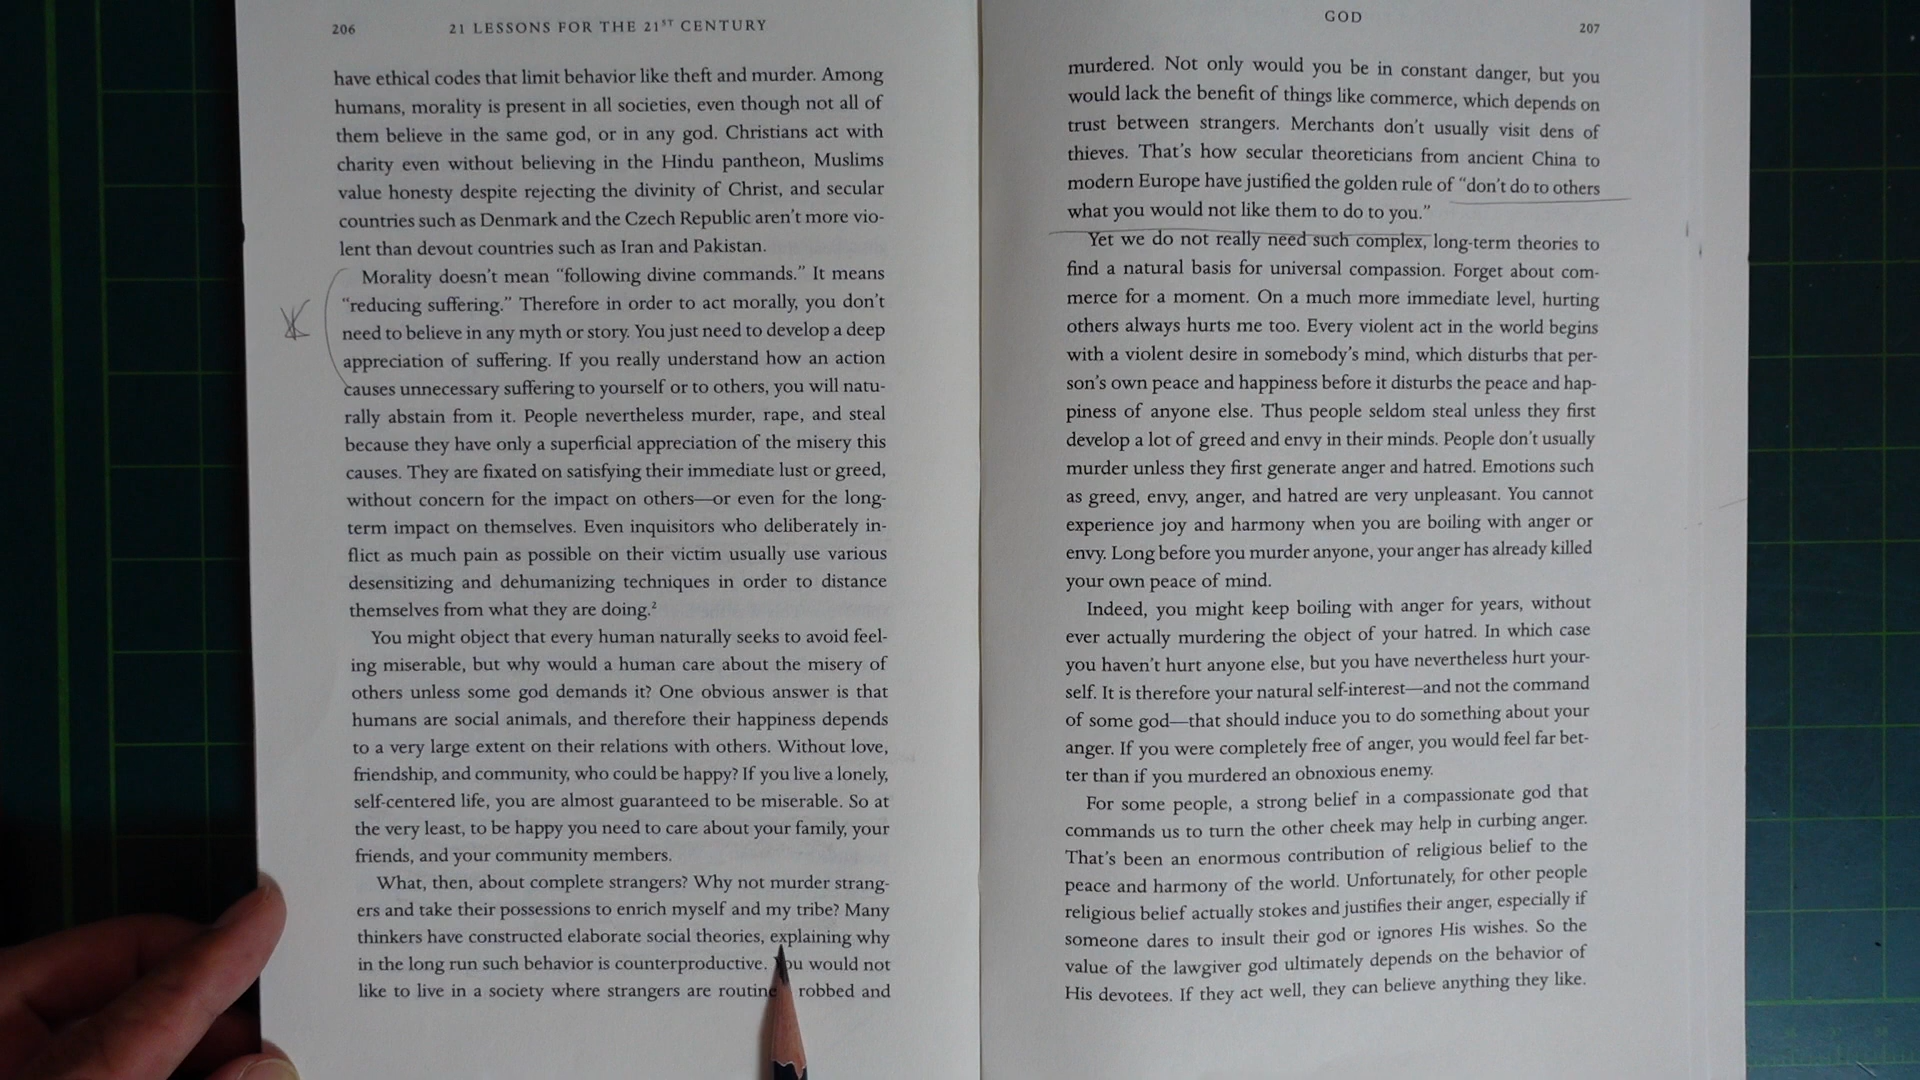 206
21 LESSONS FOR THE 21ST CENTURY
have ethical codes that limit behavior like theft and murder. Among
humans, morality is present in all societies, even though not all of
them believe in the same god, or in any god. Christians act with
charity even without believing in the Hindu pantheon, Muslims
value honesty despite rejecting the divinity of Christ, and secular
countries such as Denmark and the Czech Republic aren't more vio-
lent than devout countries such as Iran and Pakistan.
Morality doesn't mean “following divine commands.” It means
“reducing suffering.” Therefore in order to act morally, you don't
need to believe in any myth or story. You just need to develop a deep
appreciation of suffering. If you really understand how an action
causes unnecessary suffering to yourself or to others, you will natu-
rally abstain from it. People nevertheless murder, rape, and steal
because they have only a superficial appreciation of the misery this
causes. They are fixated on satisfying their immediate lust or greed,
without concern for the impact on others—or even for the long-
term impact on themselves. Even inquisitors who deliberately in-
flict as much pain as possible on their victim usually use various
desensitizing and dehumanizing techniques in order to distance
themselves from what they are doing.²
You might object that every human naturally seeks to avoid feel-
ing miserable, but why would a human care about the misery of
others unless some god demands it? One obvious answer is that
humans are social animals, and therefore their happiness depends
to a very large extent on their relations with others. Without love,
friendship, and community, who could be happy? If you live a lonely,
self-centered life, you are almost guaranteed to be miserable. So at
the very least, to be happy you need to care about your family, your
friends, and your community members.
What, then, about complete strangers? Why not murder strang-
ers and take their possessions to enrich myself and my tribe? Many
thinkers have constructed elaborate social theories, explaining why
in the long run such behavior is counterproductive. You would not
like to live in a society where strangers are routinely robbed and
GOD
207
murdered. Not only would you be in constant danger, but you
would lack the benefit of things like commerce, which depends on
trust between strangers. Merchants don't usually visit dens of
thieves. That's how secular theoreticians from ancient China to
modern Europe have justified the golden rule of “don't do to others
what you would not like them to do to you.”
Yet we do not really need such complex, long-term theories to
find a natural basis for universal compassion. Forget about com-
merce for a moment. On a much more immediate level, hurting
others always hurts me too. Every violent act in the world begins
with a violent desire in somebody's mind, which disturbs that per-
son's own peace and happiness before it disturbs the peace and hap-
piness of anyone else. Thus people seldom steal unless they first
develop a lot of greed and envy in their minds. People don't usually
murder unless they first generate anger and hatred. Emotions such
as greed, envy, anger, and hatred are very unpleasant. You cannot
experience joy and harmony when you are boiling with anger or
envy. Long before you murder anyone, your anger has already killed
your own peace of mind.
Indeed, you might keep boiling with anger for years, without
ever actually murdering the object of your hatred. In which case
you haven't hurt anyone else, but you have nevertheless hurt your-
self. It is therefore your natural self-interest—and not the command
of some god—that should induce you to do something about your
anger. If you were completely free of anger, you would feel far bet-
ter than if you murdered an obnoxious enemy.
For some people, a strong belief in a compassionate god that
commands us to turn the other cheek may help in curbing anger.
That's been an enormous contribution of religious belief to the
peace and harmony of the world. Unfortunately, for other people
religious belief actually stokes and justifies their anger, especially if
someone dares to insult their god or ignores His wishes. So the
value of the lawgiver god ultimately depends on the behavior of
His devotees. If they act well, they can believe anything they like.